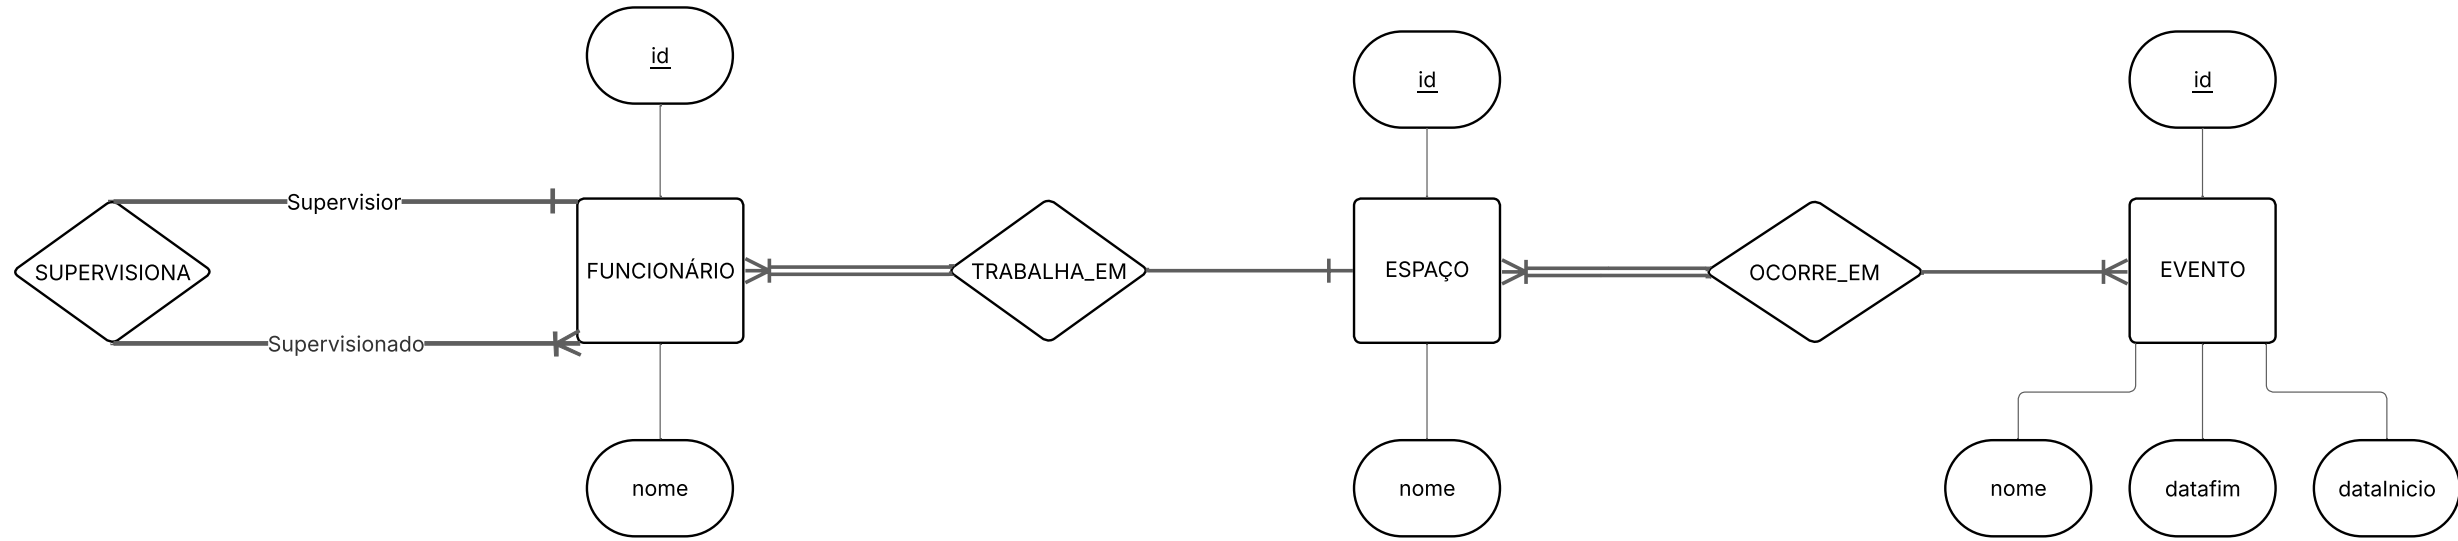 id
id
id
Supervisior
SUPERVISIONA
FUNCIONÁRIO
TRABALHA_EM
ESPAÇO
OCORRE_EM
EVENTO
Supervisionado
nome
nome
nome
datafim
dataInicio